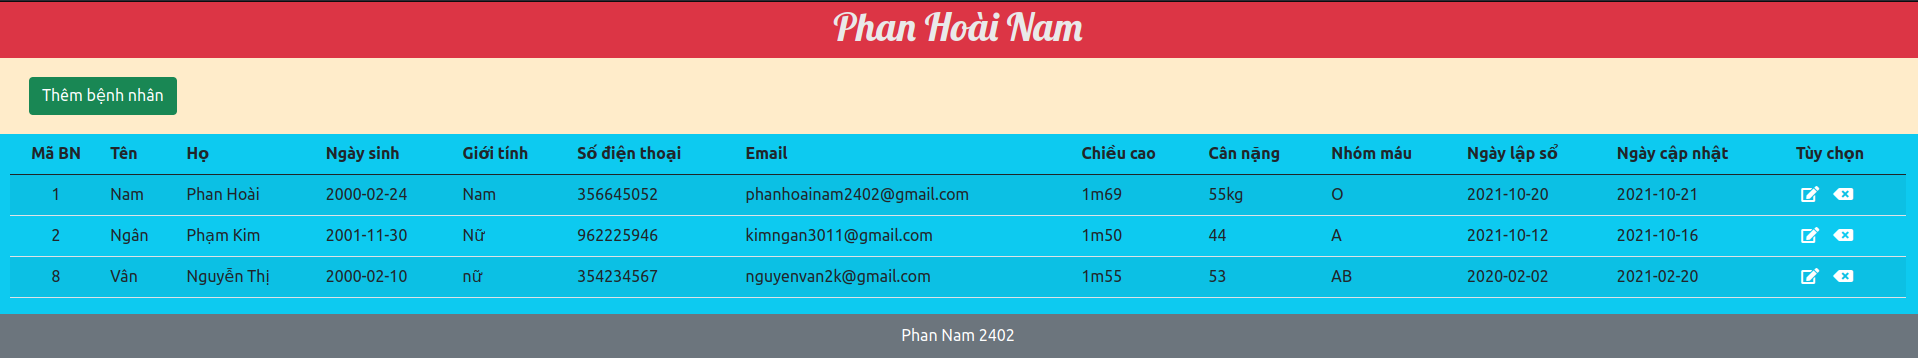 Phan Hoài Nam
Thêm bệnh nhân
Mã BN Tên Họ Ngày sinh Giới tính Số điện thoại Email Chiều cao Cân nặng Nhóm máu Ngày lập sổ Ngày cập nhật Tùy chọn
1 Nam Phan Hoài 2000-02-24 Nam 356645052 phanhoainam2402@gmail.com 1m69 55kg O 2021-10-20 2021-10-21
2 Ngân Phạm Kim 2001-11-30 Nữ 962225946 kimngan3011@gmail.com 1m50 44 A 2021-10-12 2021-10-16
8 Vân Nguyễn Thị 2000-02-10 nữ 354234567 nguyenvan2k@gmail.com 1m55 53 AB 2020-02-02 2021-02-20
Phan Nam 2402